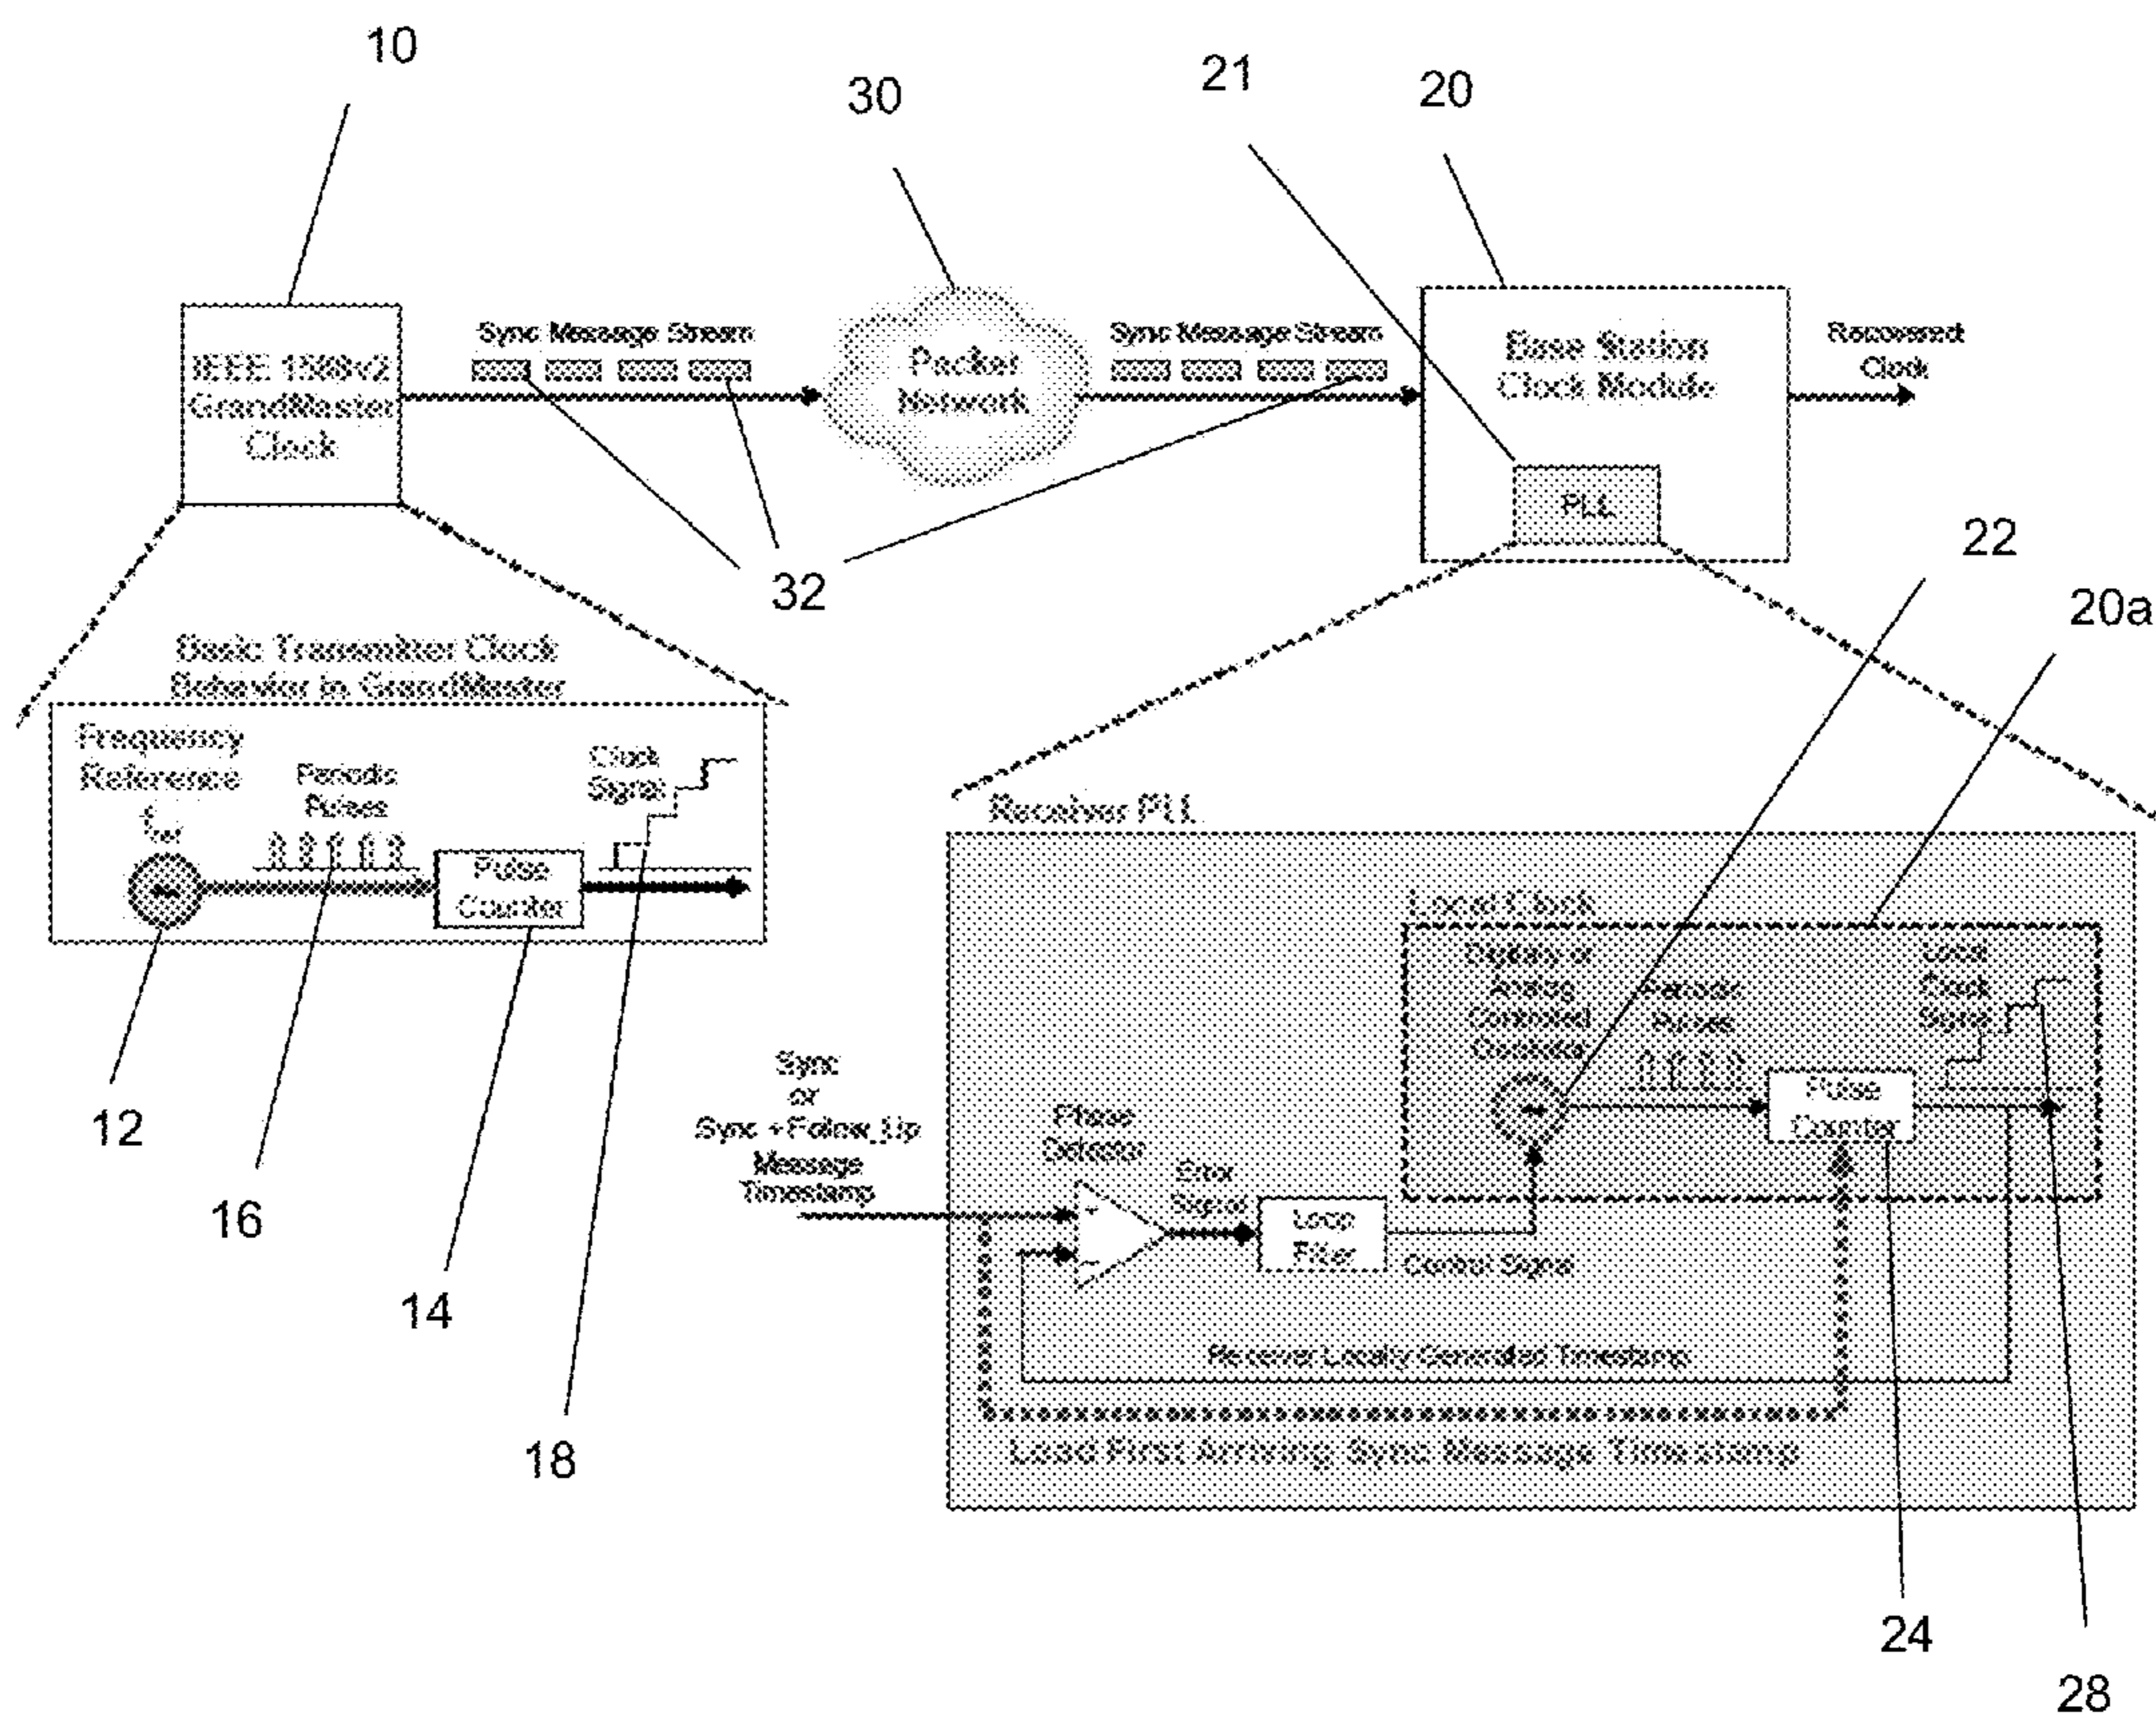 10
30
21
20
Sync Message Stream
Sync Message Stream
IEEE 1588v2
GrandMaster
Clock
Packet
Network
Base Station
Clock Module
Recovered
Clock
PLL
22
32
20a
Basic Transmitter Clock
Behavior in GrandMaster
Frequency
Reference
Periodic
Pulses
Clock
Signal
Pulse
Counter
Receiver PLL
Local Clock
Digitally or
Analog
Controlled
Oscillator
Periodic
Pulses
Local
Clock
Signal
Pulse
Counter
12
Sync
or
Sync +Follow_Up
Message
Timestamp
Phase
Detector
+
−
Error
Signal
Loop
Filter
Control Signal
16
14
Receiver Locally Generated Timestamp
Load First Arriving Sync Message Timestamp
18
24
28